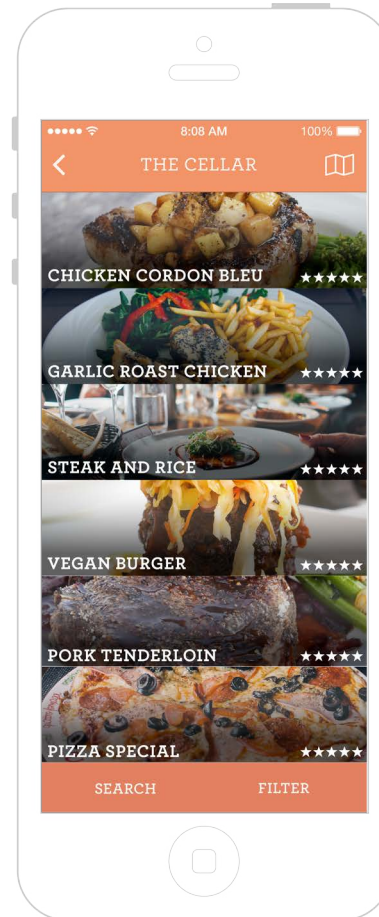 8:08 AM
100%
THE CELLAR
CHICKEN CORDON BLEU
GARLIC ROAST CHICKEN
STEAK AND RICE
VEGAN BURGER
PORK TENDERLOIN
PIZZA SPECIAL
SEARCH
FILTER